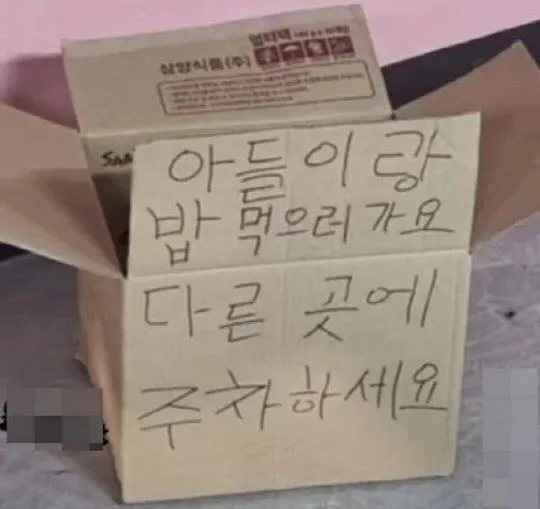 삼양식품(주)
SAM
아들이랑
밥 먹으러가요
다른 곳에
주차하세요